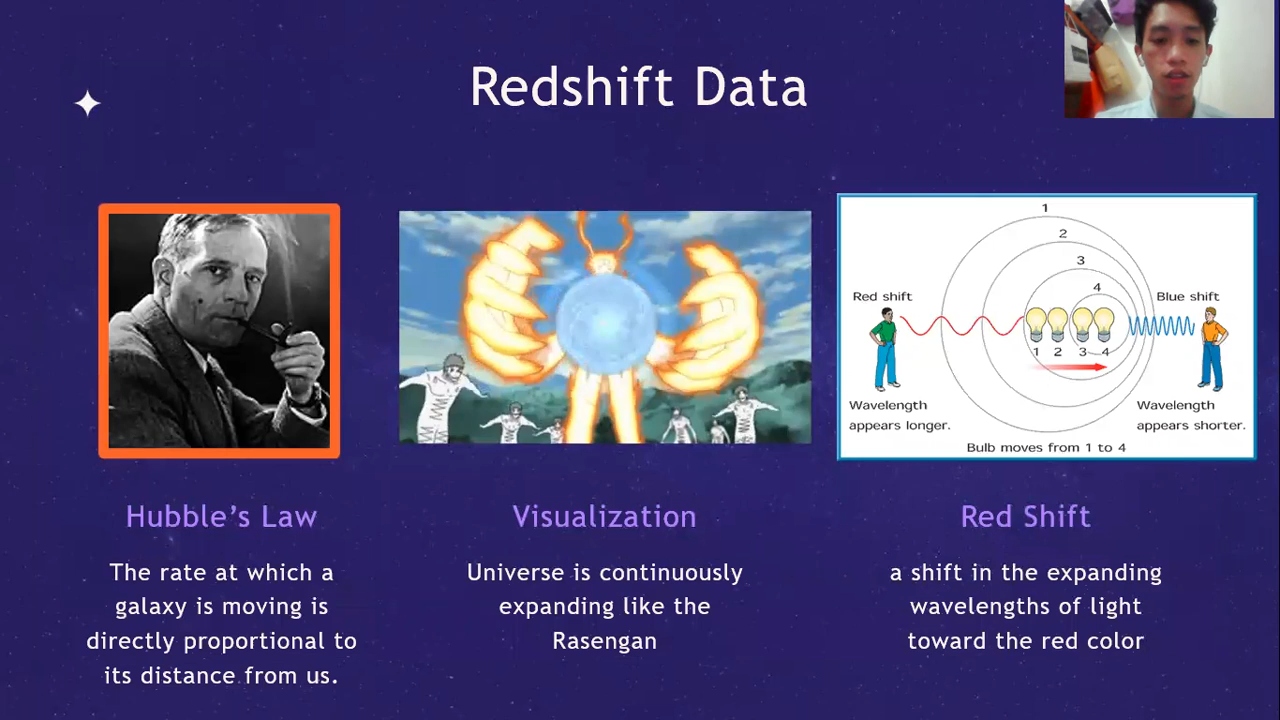 Redshift Data
1
2
3
4
Red shift
Blue shift
1 2 3 4
Wavelength
appears longer.
Wavelength
appears shorter.
Bulb moves from 1 to 4
Hubble’s Law
The rate at which a
galaxy is moving is
directly proportional to
its distance from us.
Visualization
Universe is continuously
expanding like the
Rasengan
Red Shift
a shift in the expanding
wavelengths of light
toward the red color